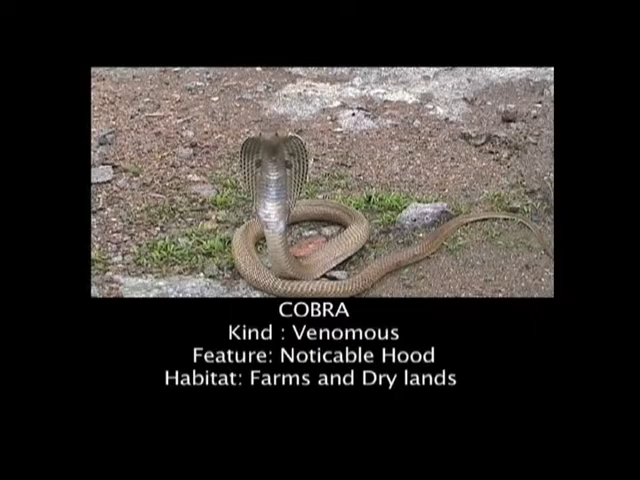 COBRA
Kind : Venomous
Feature: Noticable Hood
Habitat: Farms and Dry lands